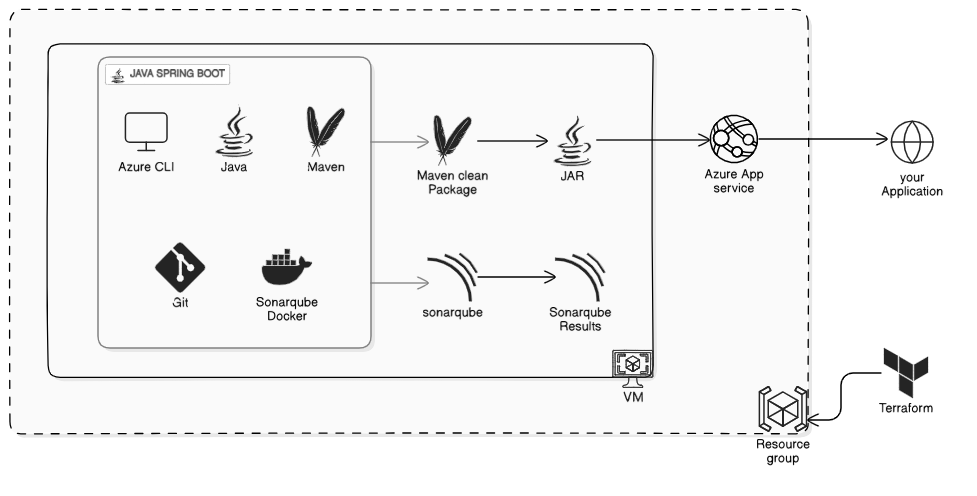 JAVA SPRING BOOT
Azure CLI
Java
Maven
Maven clean
Package
JAR
Azure App
service
your
Application
Git
Sonarqube
Docker
sonarqube
Sonarqube
Results
VM
Terraform
Resource
group